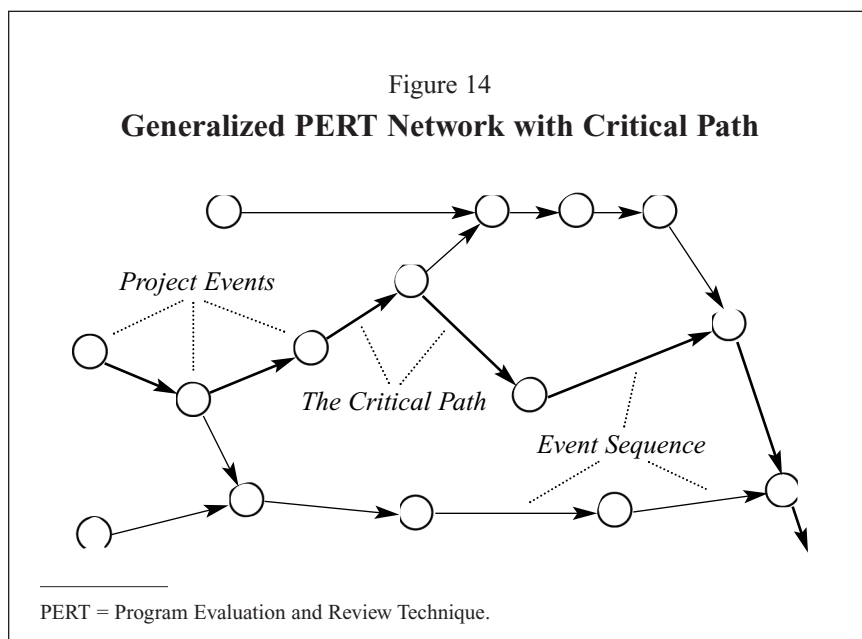 Figure 14
Generalized PERT Network with Critical Path
Project Events
The Critical Path
Event Sequence
PERT = Program Evaluation and Review Technique.